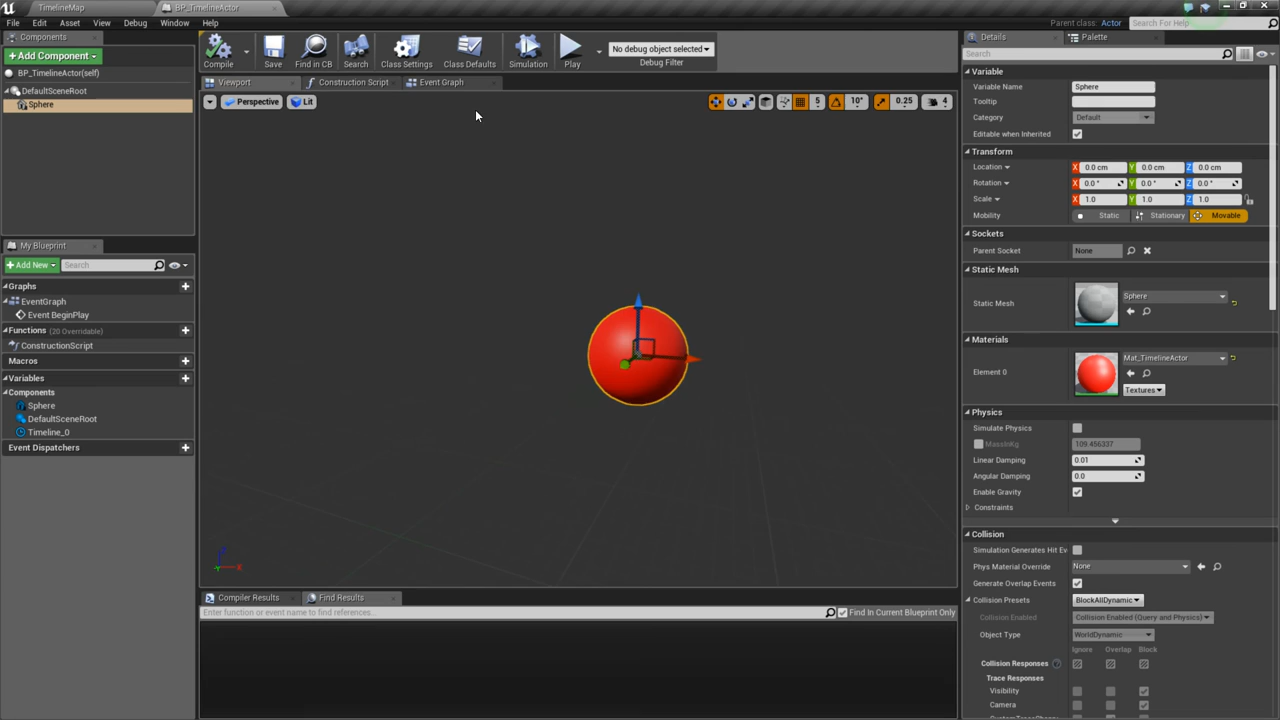 TimelineMap
BP_TimelineActor
File Edit Asset View Debug Window Help
Parent class: Actor
Search For Help
Components
+Add Component
BP_TimelineActor(self)
DefaultSceneRoot
Sphere
My Blueprint
+Add New
Search
Graphs
EventGraph
Event BeginPlay
Functions (20 Overridable)
ConstructionScript
Macros
Variables
Components
Sphere
DefaultSceneRoot
Timeline_0
Event Dispatchers
Compile
Save
Find in CB
Search
Class Settings
Class Defaults
Simulation
Play
No debug object selected
Debug Filter
Viewport
Construction Script
Event Graph
Perspective
Lit
5
10°
0.25
4
Compiler Results
Find Results
Enter function or event name to find references...
Find In Current Blueprint Only
Details
Palette
Search
Variable
Variable Name Sphere
Tooltip
Category Default
Editable when Inherited
Transform
Location X 0.0 cm Y 0.0 cm Z 0.0 cm
Rotation X 0.0 ° Y 0.0 ° Z 0.0 °
Scale X 1.0 Y 1.0 Z 1.0
Mobility Static Stationary Movable
Sockets
Parent Socket None
Static Mesh
Static Mesh Sphere
Materials
Element 0 Mat_TimelineActor
Textures
Physics
Simulate Physics
MassInKg 109.456337
Linear Damping 0.01
Angular Damping 0.0
Enable Gravity
Constraints
Collision
Simulation Generates Hit Ev
Phys Material Override None
Generate Overlap Events
Collision Presets BlockAllDynamic
Collision Enabled Collision Enabled (Query and Physics)
Object Type WorldDynamic
Ignore Overlap Block
Collision Responses
Trace Responses
Visibility
Camera